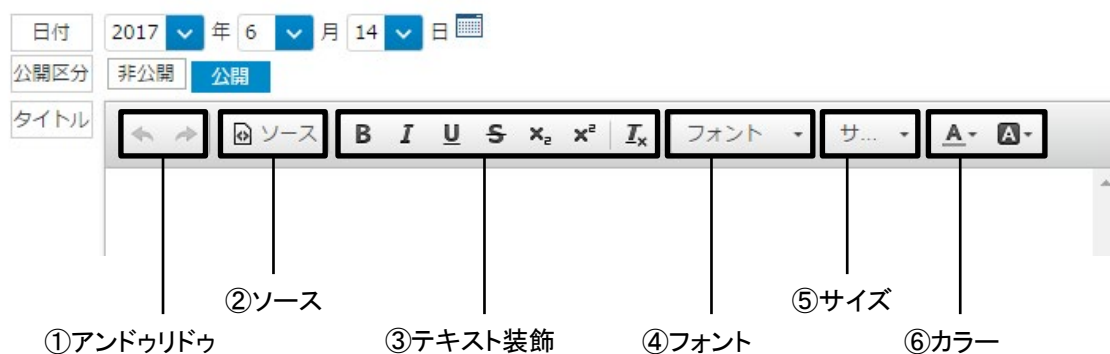 日付 2017 年 6 月 14 日
公開区分 非公開 公開
タイトル
ソース B I U S x₂ x² Tx フォント サ... A A
②ソース ⑤サイズ
①アンドゥリドゥ ③テキスト装飾 ④フォント ⑥カラー